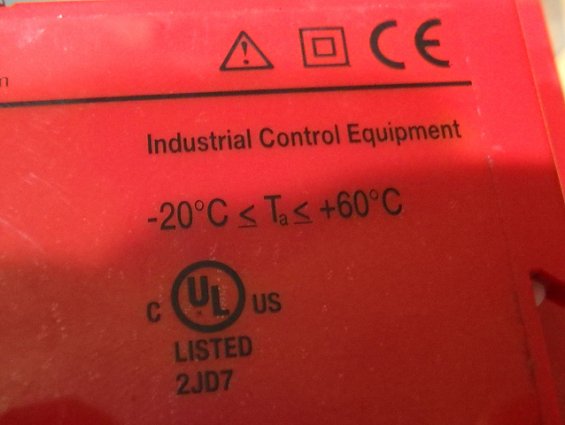 CE
n
Industrial Control Equipment
-20°C ≤ Ta ≤ +60°C
C UL US
LISTED
2JD7